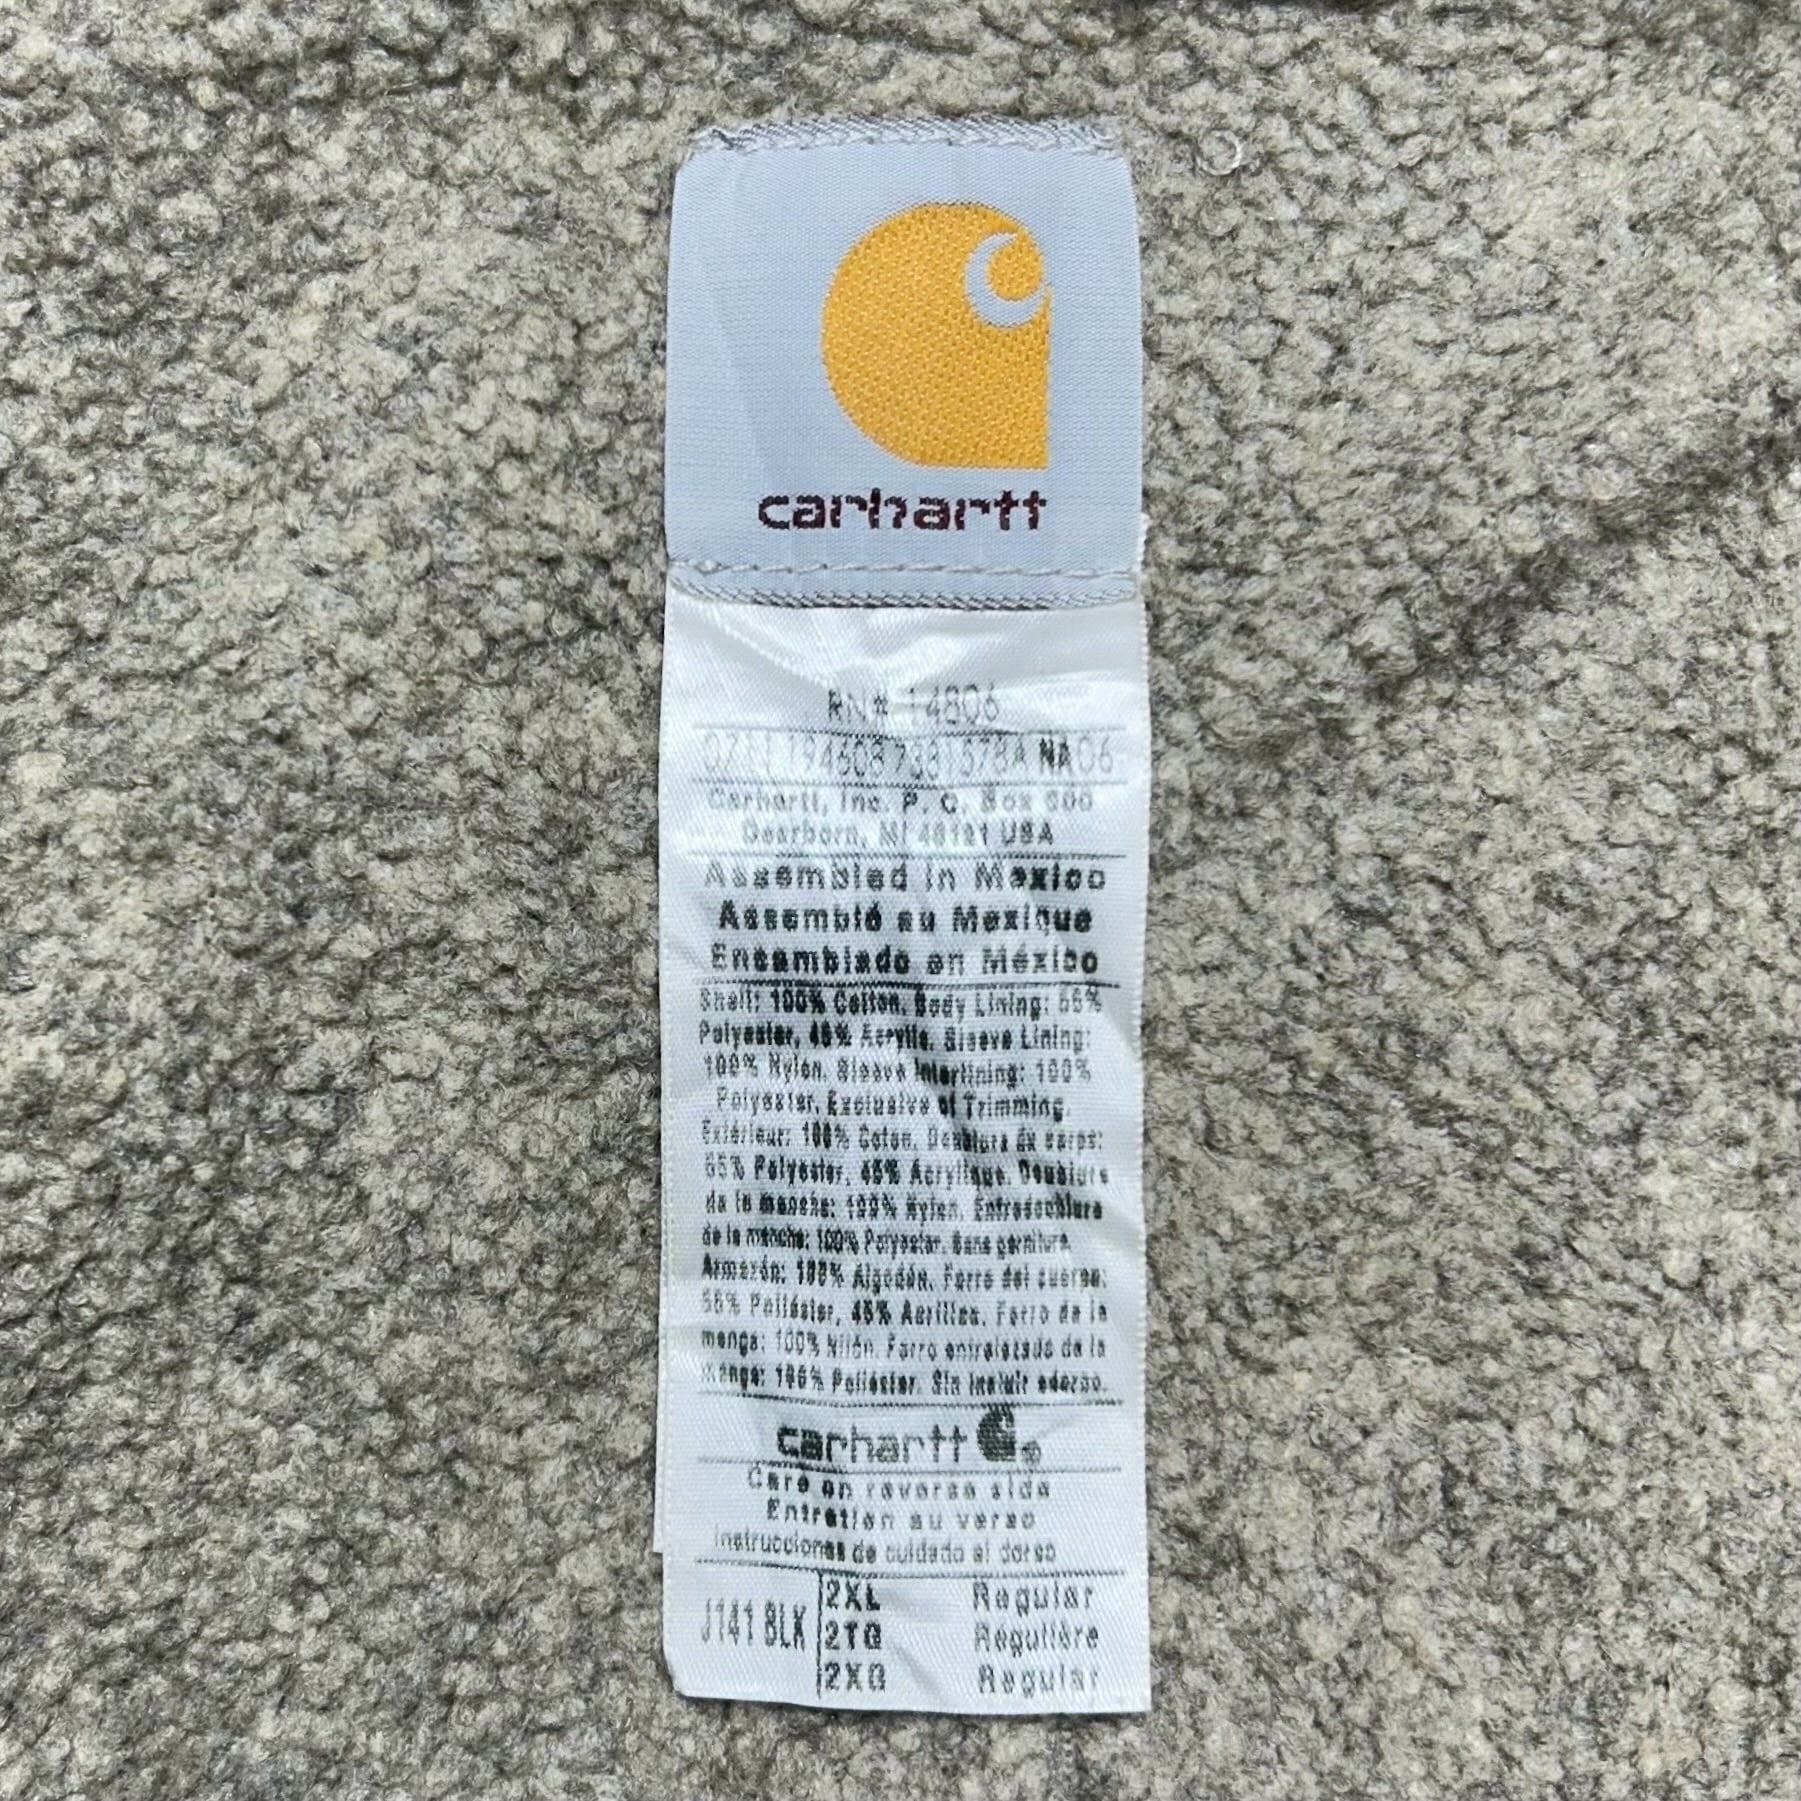 carhartt
RN# 14806
194608 7381578A NA06
Carhartt, Inc. P. O. Box 600
Dearborn, MI 48121 USA
Assembled in Mexico
Assemblé au Mexique
Ensamblado en México
Shell: 100% Cotton. Body Lining: 55%
Polyester, 45% Acrylic. Sleeve Lining:
100% Nylon. Sleeve Interlining: 100%
Polyester. Exclusive of Trimming.
Extérieur: 100% Coton. Doublure du corps:
55% Polyester, 45% Acrylique. Doublure
de la manche: 100% Nylon. Entredoublure
de la manche: 100% Polyester. Sans garniture.
Armazón: 100% Algodón. Forro del cuerpo:
55% Poliéster, 45% Acrílico. Forro de la
manga: 100% Nilón. Forro entrelazado de la
manga: 100% Poliéster. Sin incluir adorno.
carhartt ®
Care on reverse side
Entretien au verso
Instrucciones de cuidado al dorso
J141 BLK
2XL Regular
2TG Régulière
2XG Regular